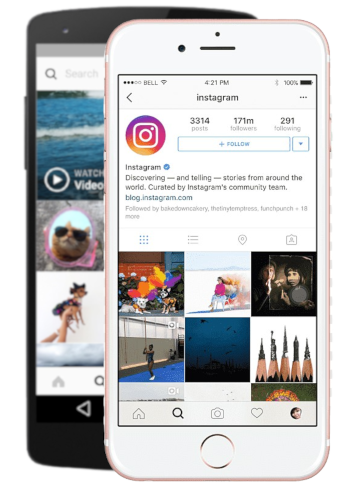 Search
WATCH
Video
●●●○○ BELL 4:21 PM 100%
instagram
3314 171m 291
posts followers following
+ FOLLOW
Instagram
Discovering — and telling — stories from around the
world. Curated by Instagram's community team.
blog.instagram.com
Followed by bakedowncakery, thetinytempress, funchpunch + 18
more